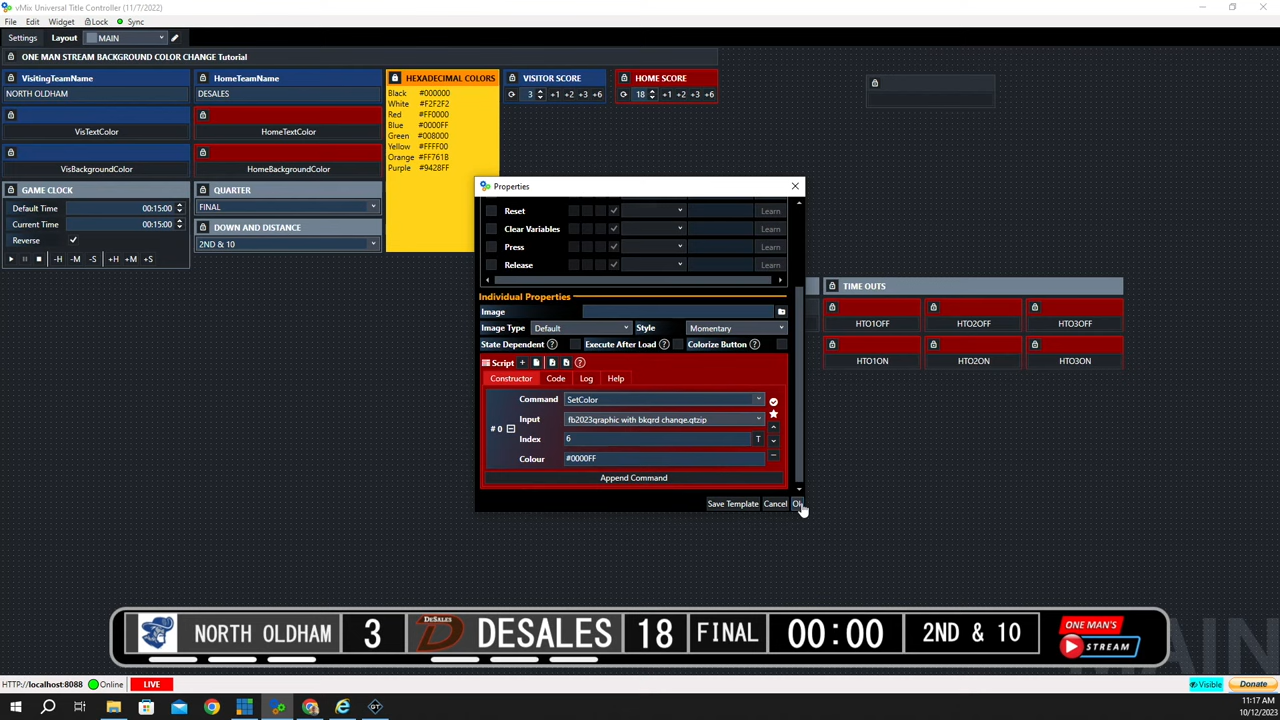 vMix Universal Title Controller (11/7/2022)
File Edit Widget Lock Sync
Settings Layout MAIN
ONE MAN STREAM BACKGROUND COLOR CHANGE Tutorial
VisitingTeamName
NORTH OLDHAM
HomeTeamName
DESALES
VisTextColor
HomeTextColor
VisBackgroundColor
HomeBackgroundColor
HEXADECIMAL COLORS
Black #000000
White #F2F2F2
Red #FF0000
Blue #0000FF
Green #008000
Yellow #FFFF00
Orange #FF761B
Purple #9428FF
VISITOR SCORE
3 +1 +2 +3 +6
HOME SCORE
18 +1 +2 +3 +6
GAME CLOCK
Default Time 00:15:00
Current Time 00:15:00
Reverse
-H -M -S +H +M +S
QUARTER
FINAL
DOWN AND DISTANCE
2ND & 10
Properties
Reset Learn
Clear Variables Learn
Press Learn
Release Learn
Individual Properties
Image
Image Type Default Style Momentary
State Dependent ? Execute After Load ? Colorize Button ?
Script + ?
Constructor Code Log Help
# 0
Command SetColor
Input fb2023graphic with bkgrd change.gtzip
Index 6 T
Colour #0000FF
Append Command
Save Template Cancel
TIME OUTS
HTO1OFF HTO2OFF HTO3OFF
HTO1ON HTO2ON HTO3ON
NORTH OLDHAM 3 D DeSales DESALES 18 FINAL 00:00 2ND & 10 ONE MAN'S STREAM
MAIN
HTTP://localhost:8088 Online LIVE Visible Donate
GT
11:17 AM
10/12/2023